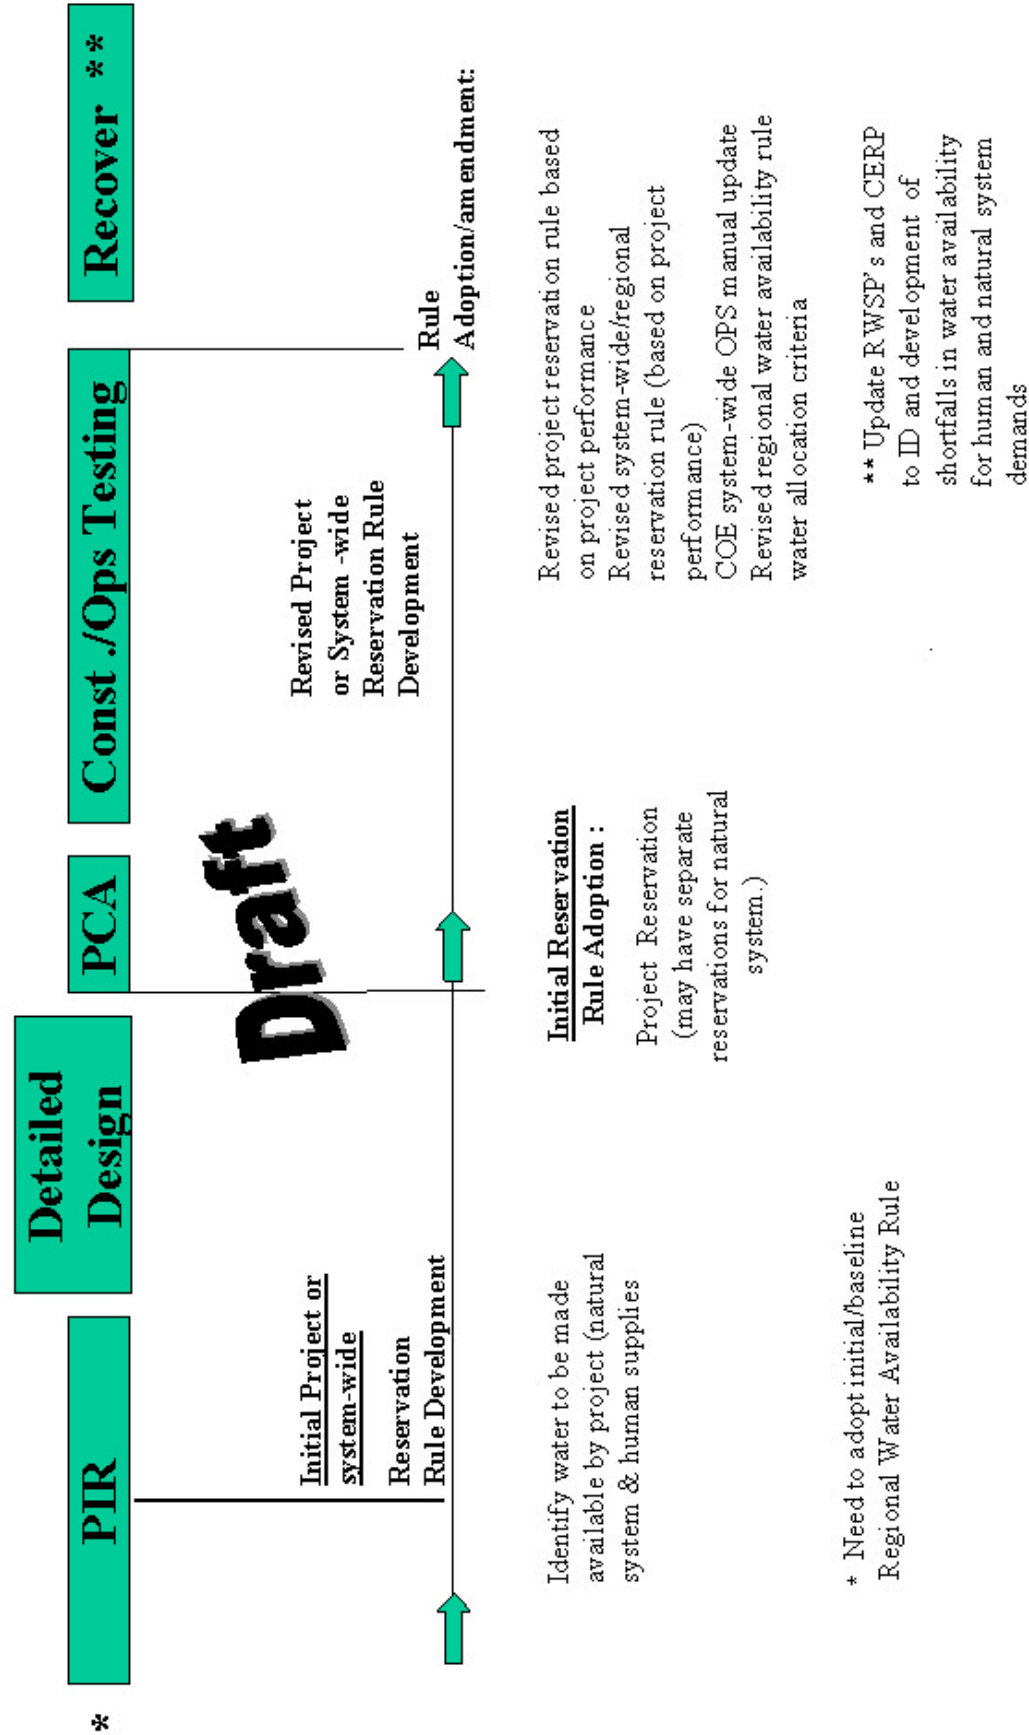 *
PIR
Detailed
Design
PCA
Const ./Ops Testing
Recover **
Draft
Initial Project or
system-wide
Reservation
Rule Development
Revised Project
or System -wide
Reservation Rule
Development
Rule
Adoption/amendment:
Identify water to be made
available by project (natural
system & human supplies
Initial Reservation
Rule Adoption :
Project Reservation
(may have separate
reservations for natural
system.)
Revised project reservation rule based
on project performance
Revised system-wide/regional
reservation rule (based on project
performance)
COE system-wide OPS manual update
Revised regional water availability rule
water allocation criteria
* Need to adopt initial/baseline
Regional Water Availability Rule
** Update RWSP's and CERP
to ID and development of
shortfalls in water availability
for human and natural system
demands